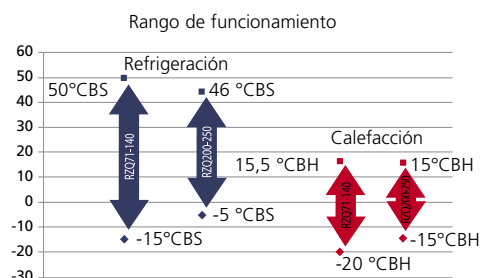 Rango de funcionamiento
60
50
40
30
20
10
0
-10
-20
-30
Refrigeración
50°CBS
46 °CBS
RZQ71-140
RZQ200-250
-15°CBS
-5 °CBS
Calefacción
15,5 °CBH
15°CBH
RZQ71-140
RZQ200-250
-20 °CBH
-15°CBH